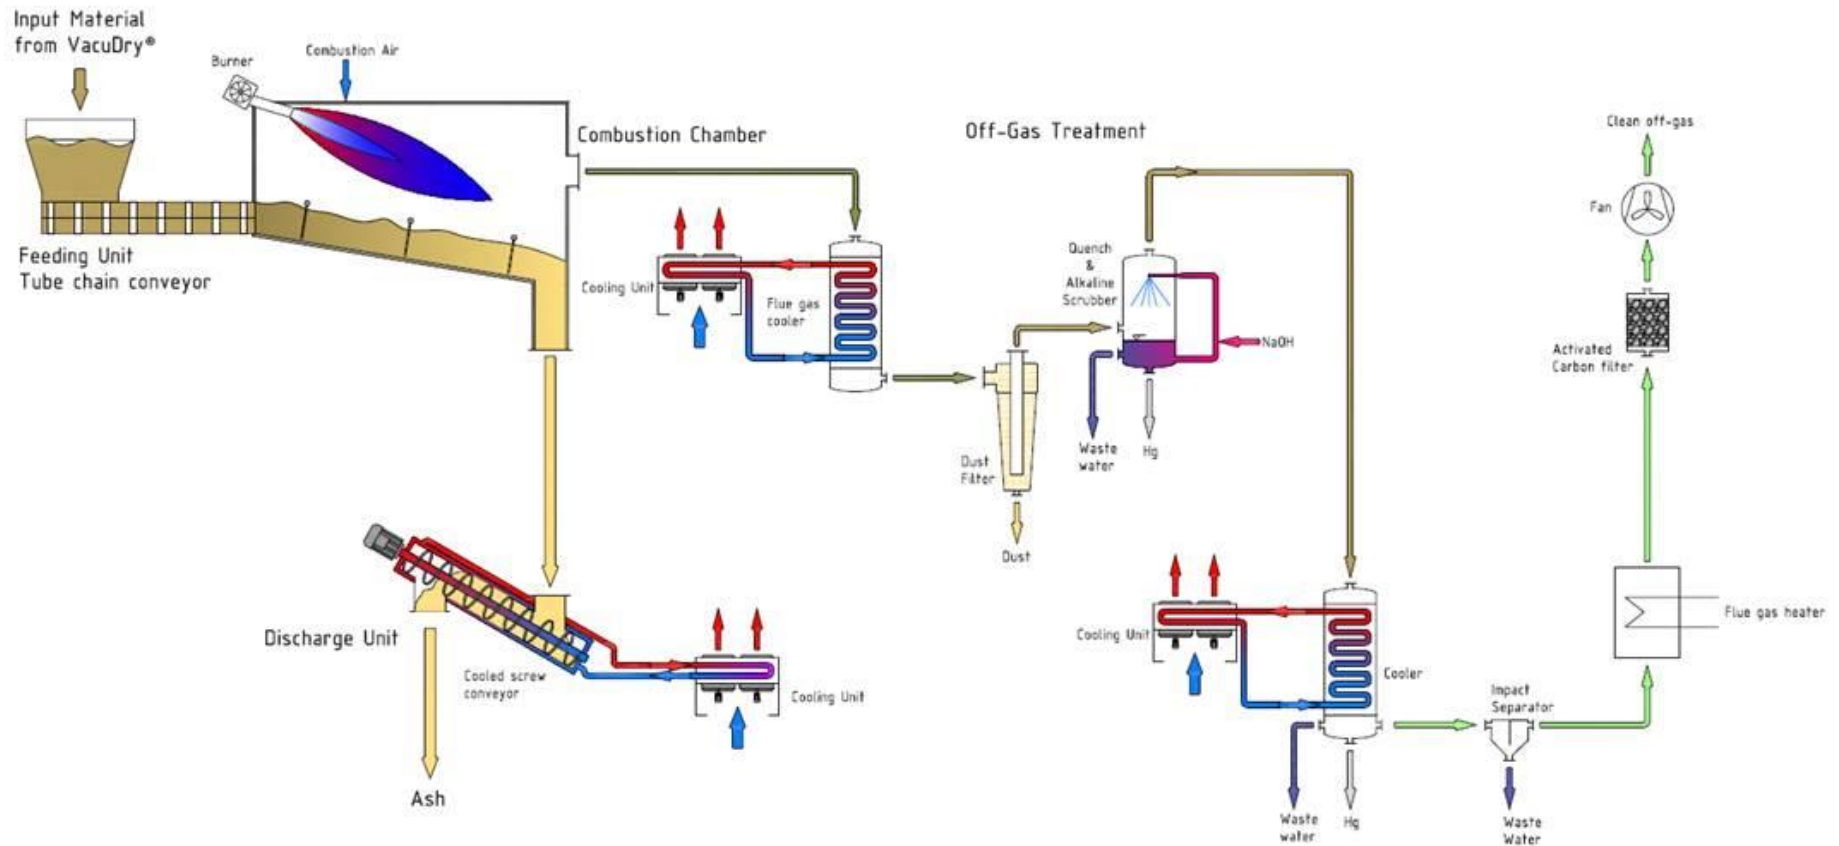 Input Material
from VacuDry®
Burner
Combustion Air
Combustion Chamber
Off-Gas Treatment
Clean off-gas
Fan
Feeding Unit
Tube chain conveyor
Cooling Unit
Flue gas
cooler
Quench
&
Alkaline
Scrubber
NaOH
Activated
Carbon filter
Waste
water
Hg
Dust
Filter
Dust
Discharge Unit
Cooled screw
conveyor
Cooling Unit
Ash
Cooling Unit
Cooler
Impact
Separator
Flue gas heater
Waste
water
Hg
Waste
Water